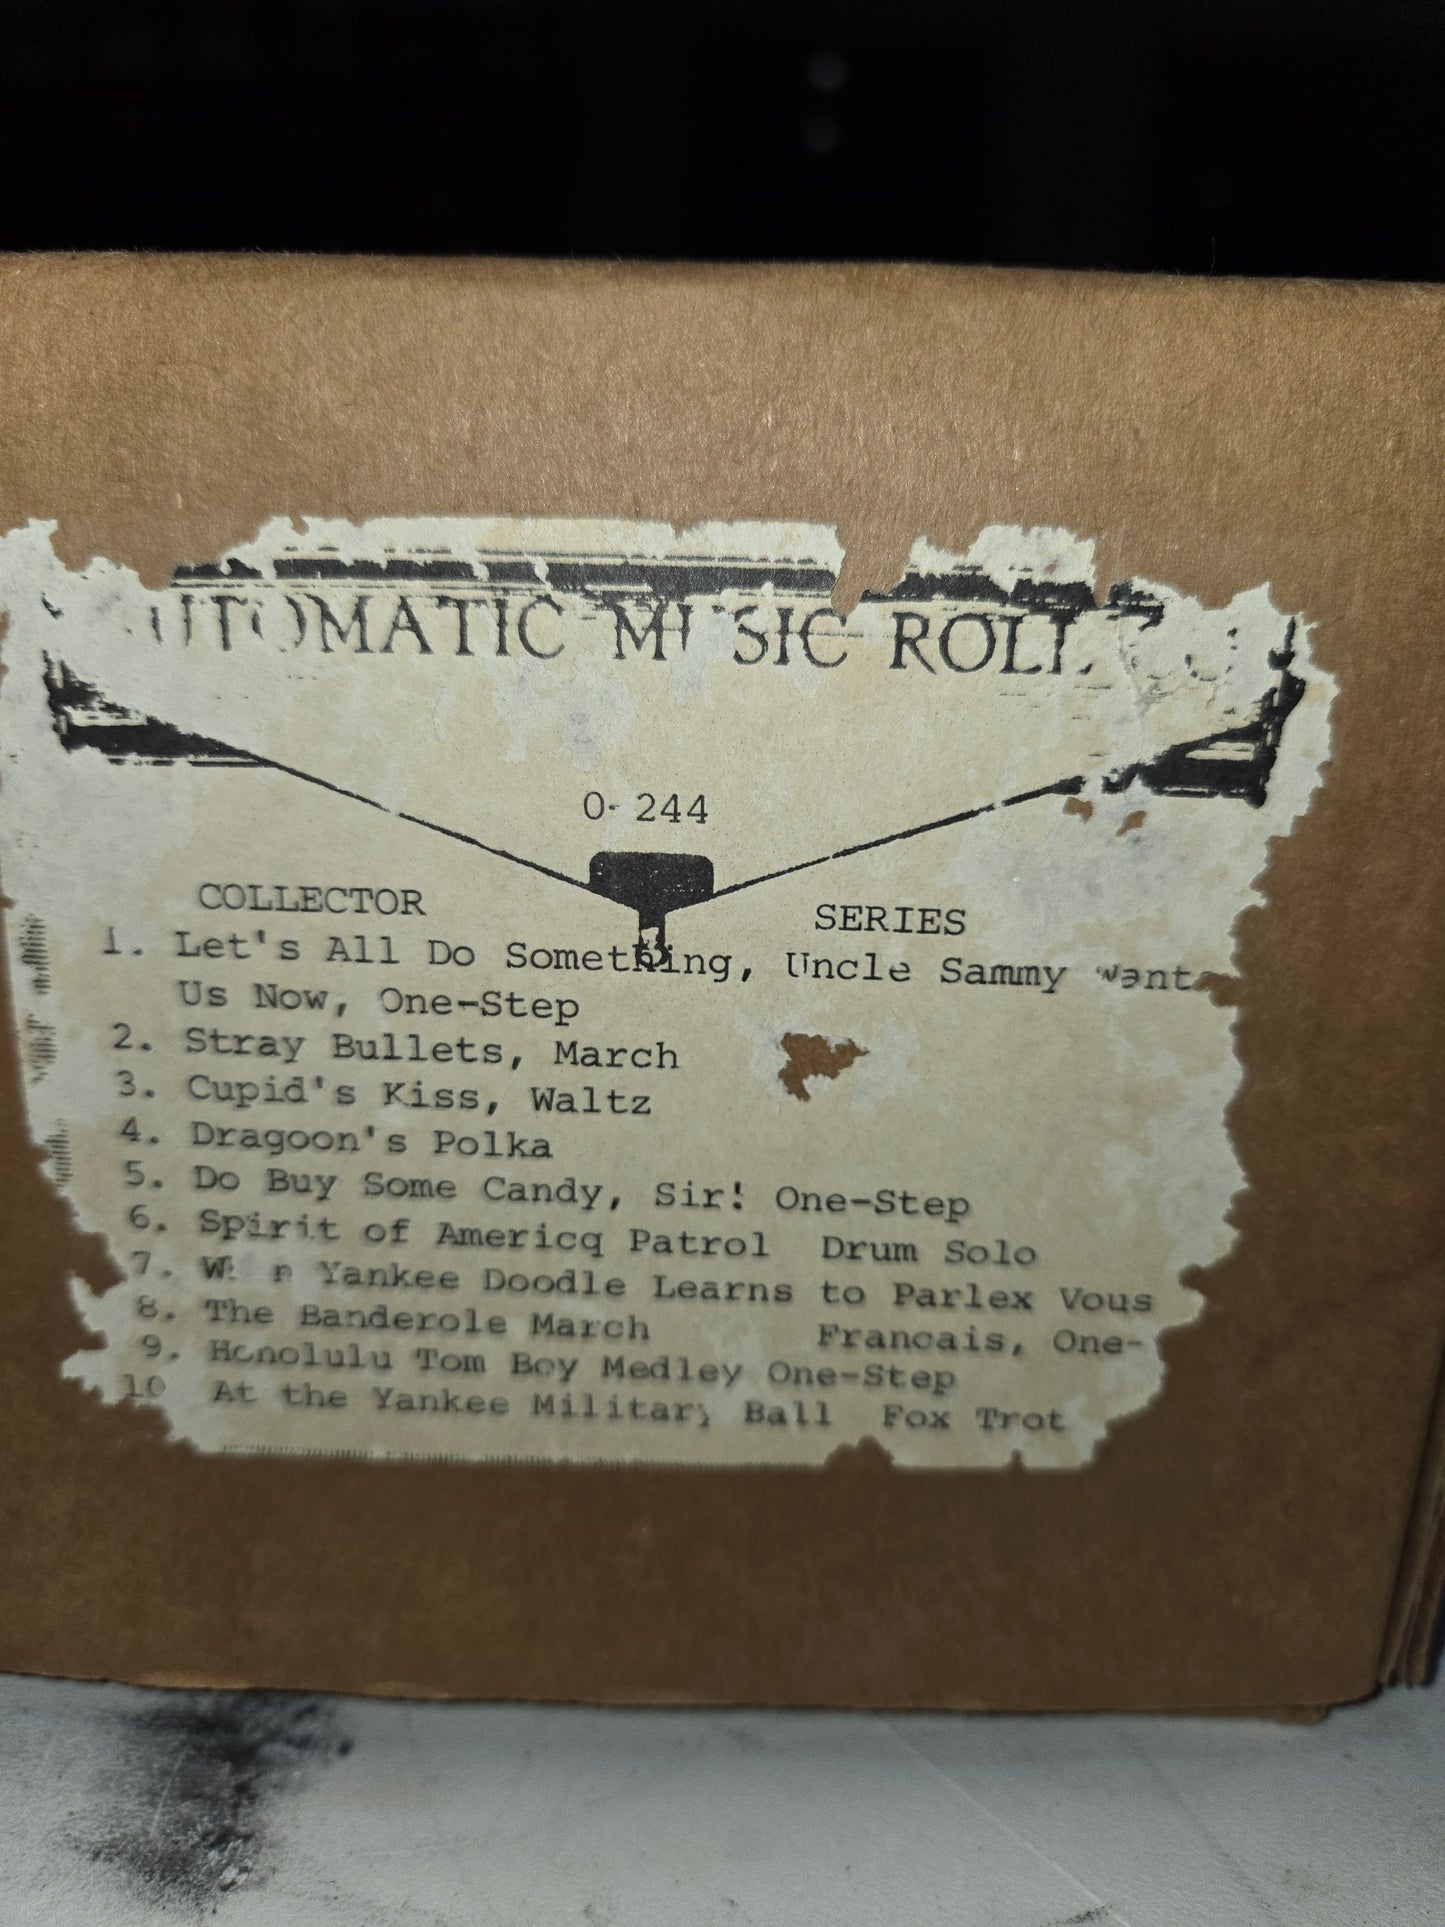 AUTOMATIC MUSIC ROLL
O-244
COLLECTOR SERIES
1. Let's All Do Something, Uncle Sammy Wants
Us Now, One-Step
2. Stray Bullets, March
3. Cupid's Kiss, Waltz
4. Dragoon's Polka
5. Do Buy Some Candy, Sir! One-Step
6. Spirit of Americq Patrol Drum Solo
7. When Yankee Doodle Learns to Parlex Vous
8. The Banderole March Francais, One-
9. Honolulu Tom Boy Medley One-Step
10 At the Yankee Military Ball Fox Trot